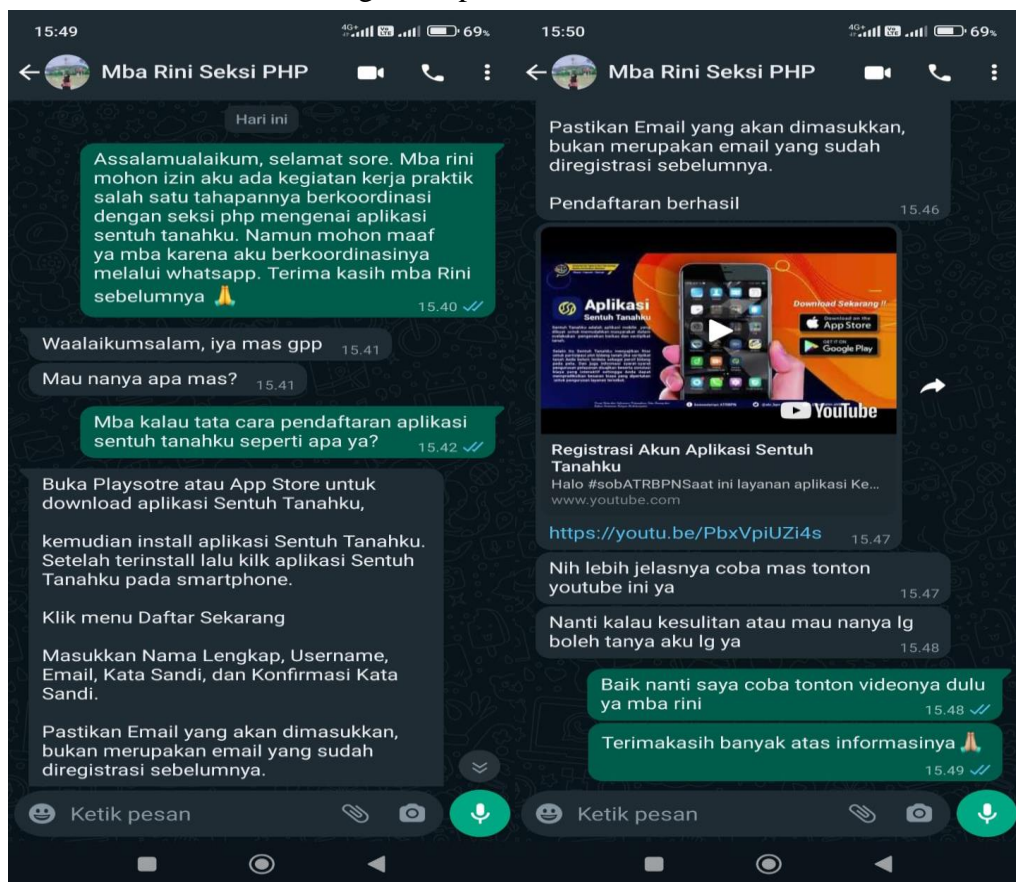 15:49
4G+
69%
Mba Rini Seksi PHP
Hari ini
Assalamualaikum, selamat sore. Mba rini
mohon izin aku ada kegiatan kerja praktik
salah satu tahapannya berkoordinasi
dengan seksi php mengenai aplikasi
sentuh tanahku. Namun mohon maaf
ya mba karena aku berkoordinasinya
melalui whatsapp. Terima kasih mba Rini
sebelumnya 🙏
15.40
Waalaikumsalam, iya mas gpp
15.41
Mau nanya apa mas?
15.41
Mba kalau tata cara pendaftaran aplikasi
sentuh tanahku seperti apa ya?
15.42
Buka Playsotre atau App Store untuk
download aplikasi Sentuh Tanahku,
kemudian install aplikasi Sentuh Tanahku.
Setelah terinstall lalu kilk aplikasi Sentuh
Tanahku pada smartphone.
Klik menu Daftar Sekarang
Masukkan Nama Lengkap, Username,
Email, Kata Sandi, dan Konfirmasi Kata
Sandi.
Pastikan Email yang akan dimasukkan,
bukan merupakan email yang sudah
diregistrasi sebelumnya.
Ketik pesan
15:50
4G+
69%
Mba Rini Seksi PHP
Pastikan Email yang akan dimasukkan,
bukan merupakan email yang sudah
diregistrasi sebelumnya.
Pendaftaran berhasil
15.46
Aplikasi
Sentuh Tanahku
Download Sekarang !!
App Store
Google Play
YouTube
Registrasi Akun Aplikasi Sentuh
Tanahku
Halo #sobATRBPNSaat ini layanan aplikasi Ke...
www.youtube.com
https://youtu.be/PbxVpiUZi4s
15.47
Nih lebih jelasnya coba mas tonton
youtube ini ya
15.47
Nanti kalau kesulitan atau mau nanya lg
boleh tanya aku lg ya
15.48
Baik nanti saya coba tonton videonya dulu
ya mba rini
15.48
Terimakasih banyak atas informasinya 🙏
15.49
Ketik pesan